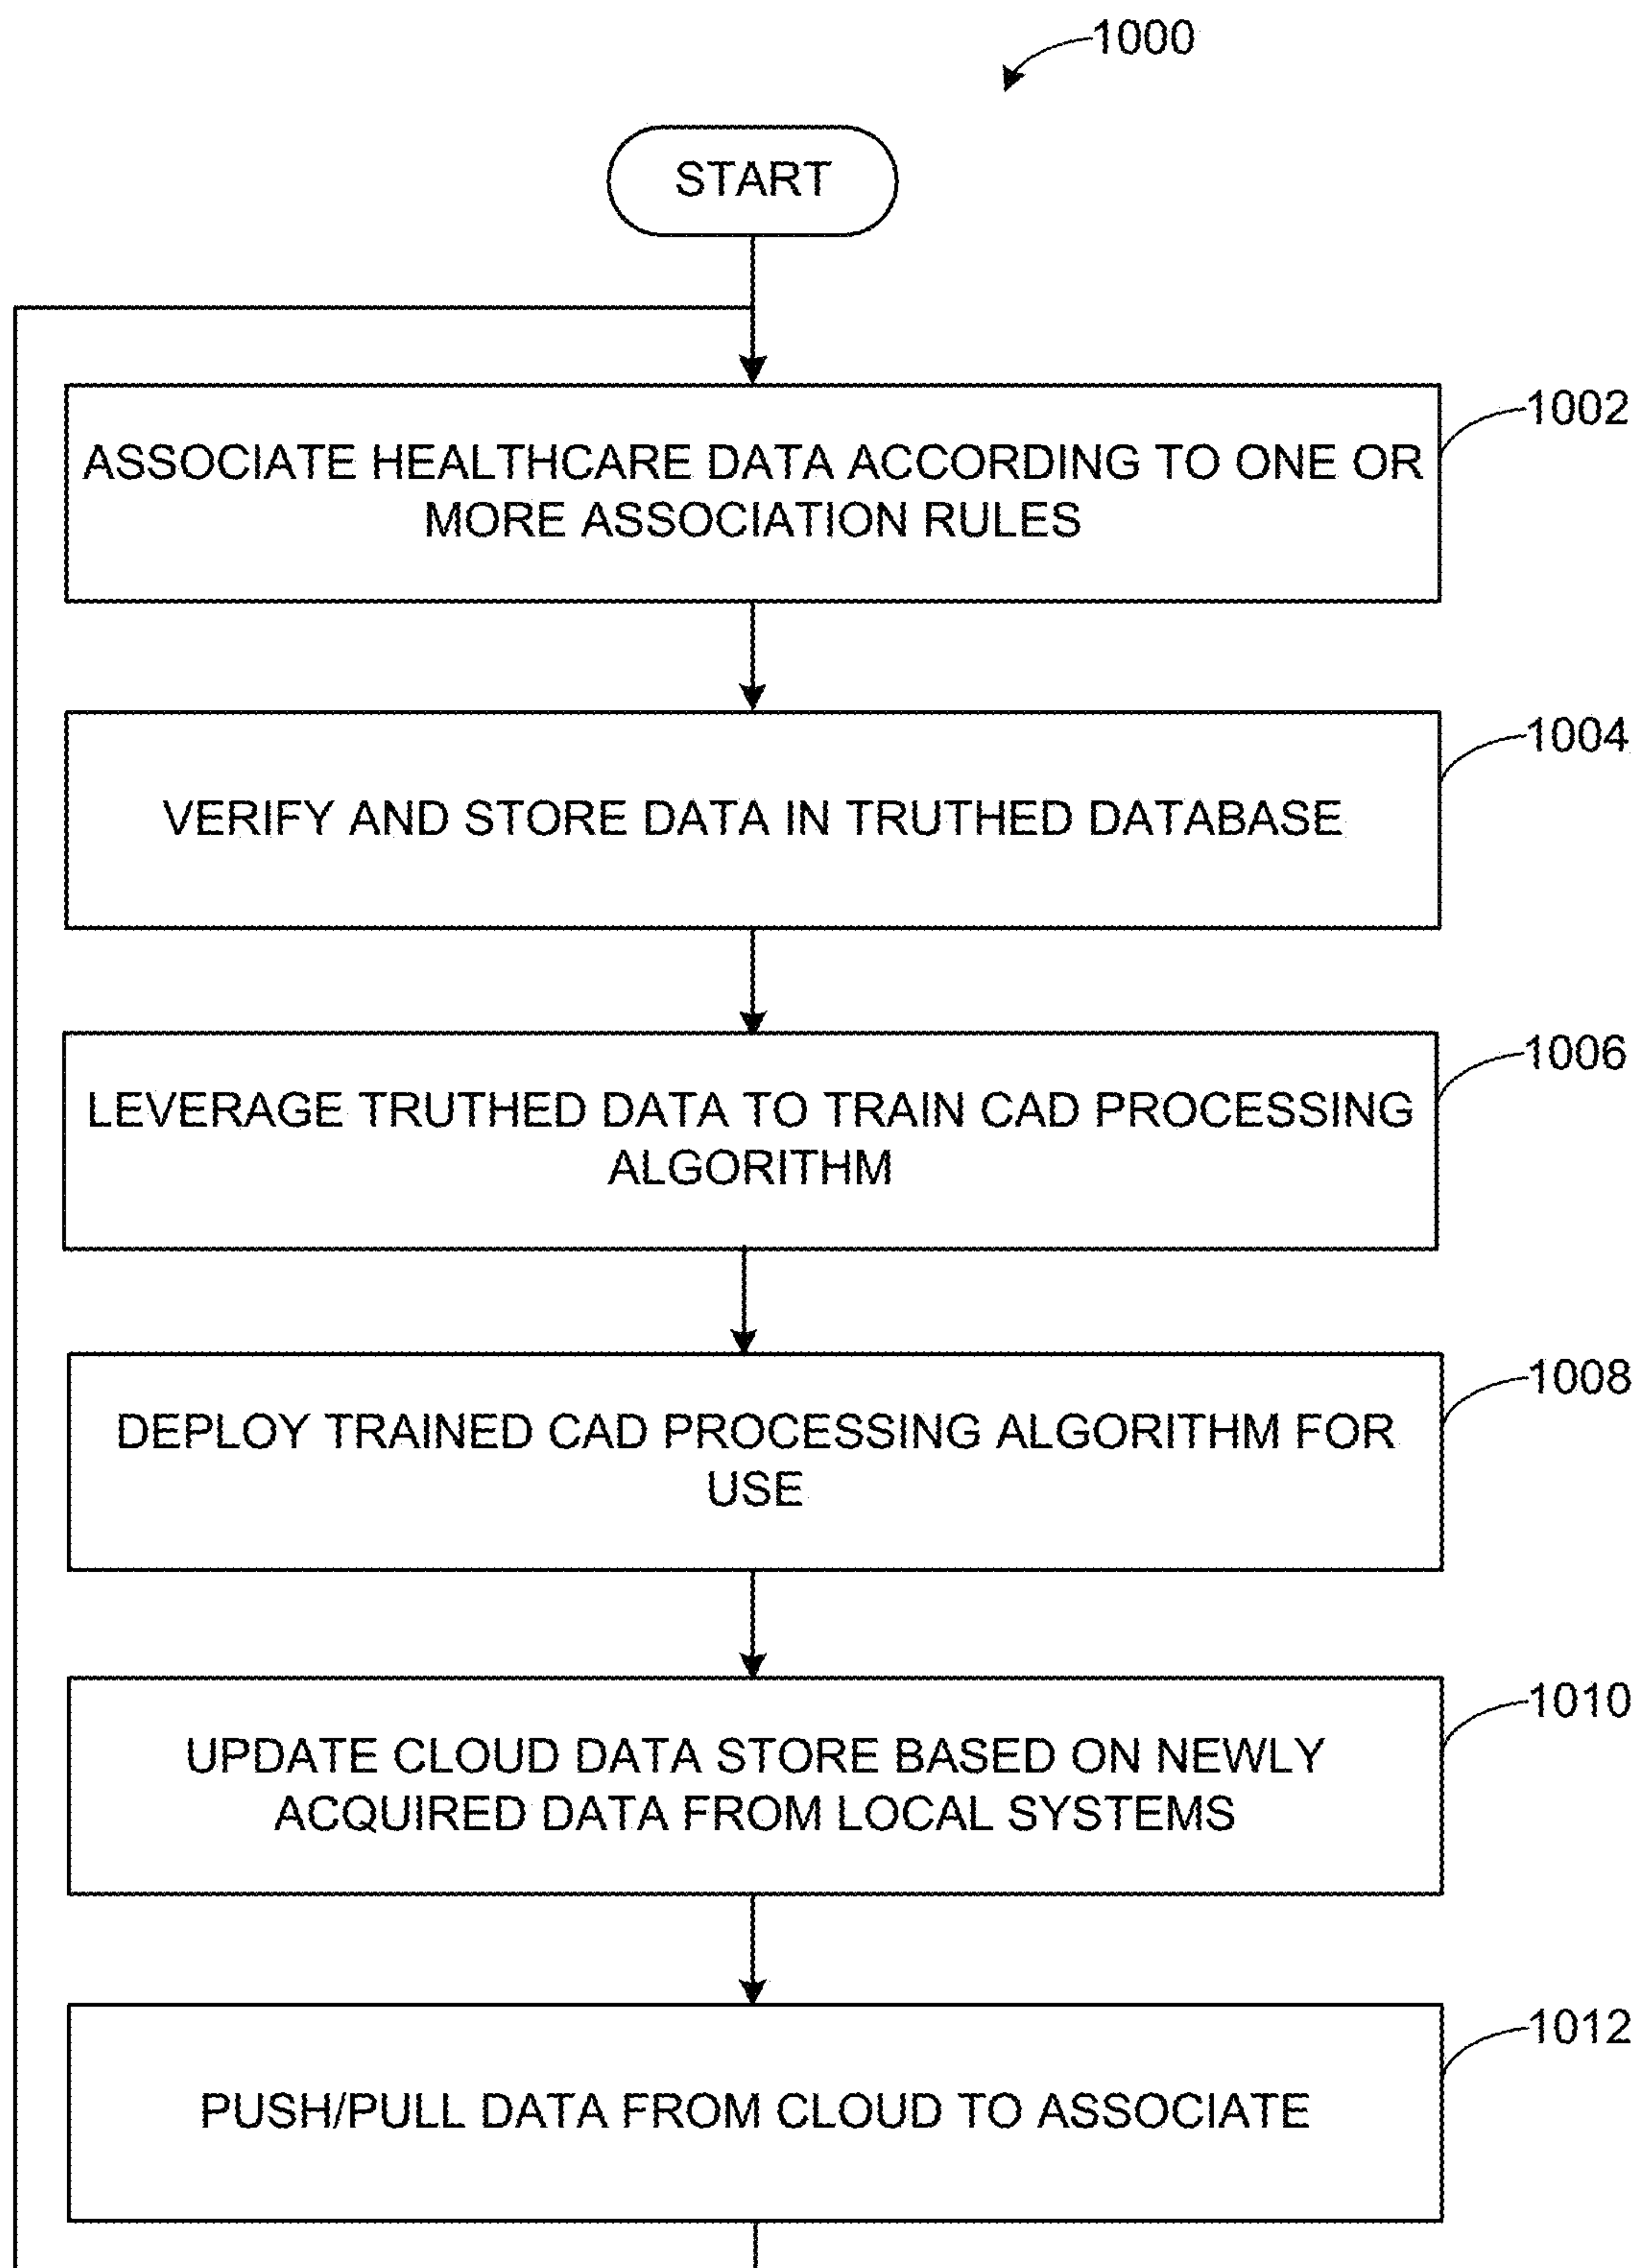 1000
START
1002
ASSOCIATE HEALTHCARE DATA ACCORDING TO ONE OR
MORE ASSOCIATION RULES
1004
VERIFY AND STORE DATA IN TRUTHED DATABASE
1006
LEVERAGE TRUTHED DATA TO TRAIN CAD PROCESSING
ALGORITHM
1008
DEPLOY TRAINED CAD PROCESSING ALGORITHM FOR
USE
1010
UPDATE CLOUD DATA STORE BASED ON NEWLY
ACQUIRED DATA FROM LOCAL SYSTEMS
1012
PUSH/PULL DATA FROM CLOUD TO ASSOCIATE